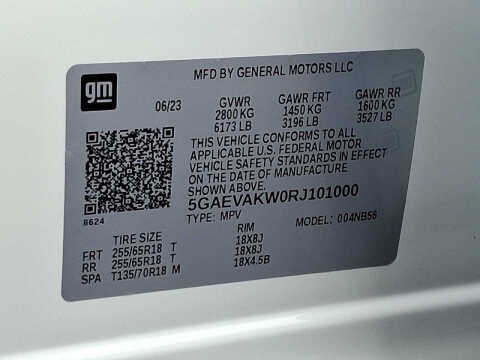 gm
MFD BY GENERAL MOTORS LLC
06/23 GVWR GAWR FRT GAWR RR
2800 KG 1450 KG 1600 KG
6173 LB 3196 LB 3527 LB
THIS VEHICLE CONFORMS TO ALL
APPLICABLE U.S. FEDERAL MOTOR
VEHICLE SAFETY STANDARDS IN EFFECT
ON THE DATE OF MANUFACTURE
SHOWN ABOVE.
8624 5GAEVAKW0RJ101000
TYPE: MPV MODEL: 004NB56
TIRE SIZE RIM
FRT 255/65R18 T 18X8J
RR 255/65R18 T 18X8J
SPA T135/70R18 M 18X4.5B